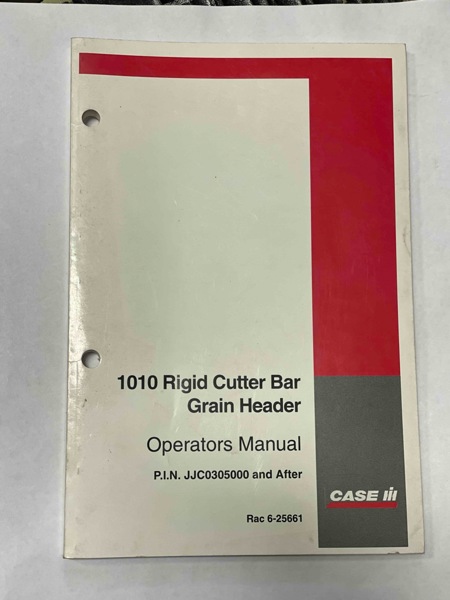 1010 Rigid Cutter Bar
Grain Header
Operators Manual
P.I.N. JJC0305000 and After
CASE IH
Rac 6-25661